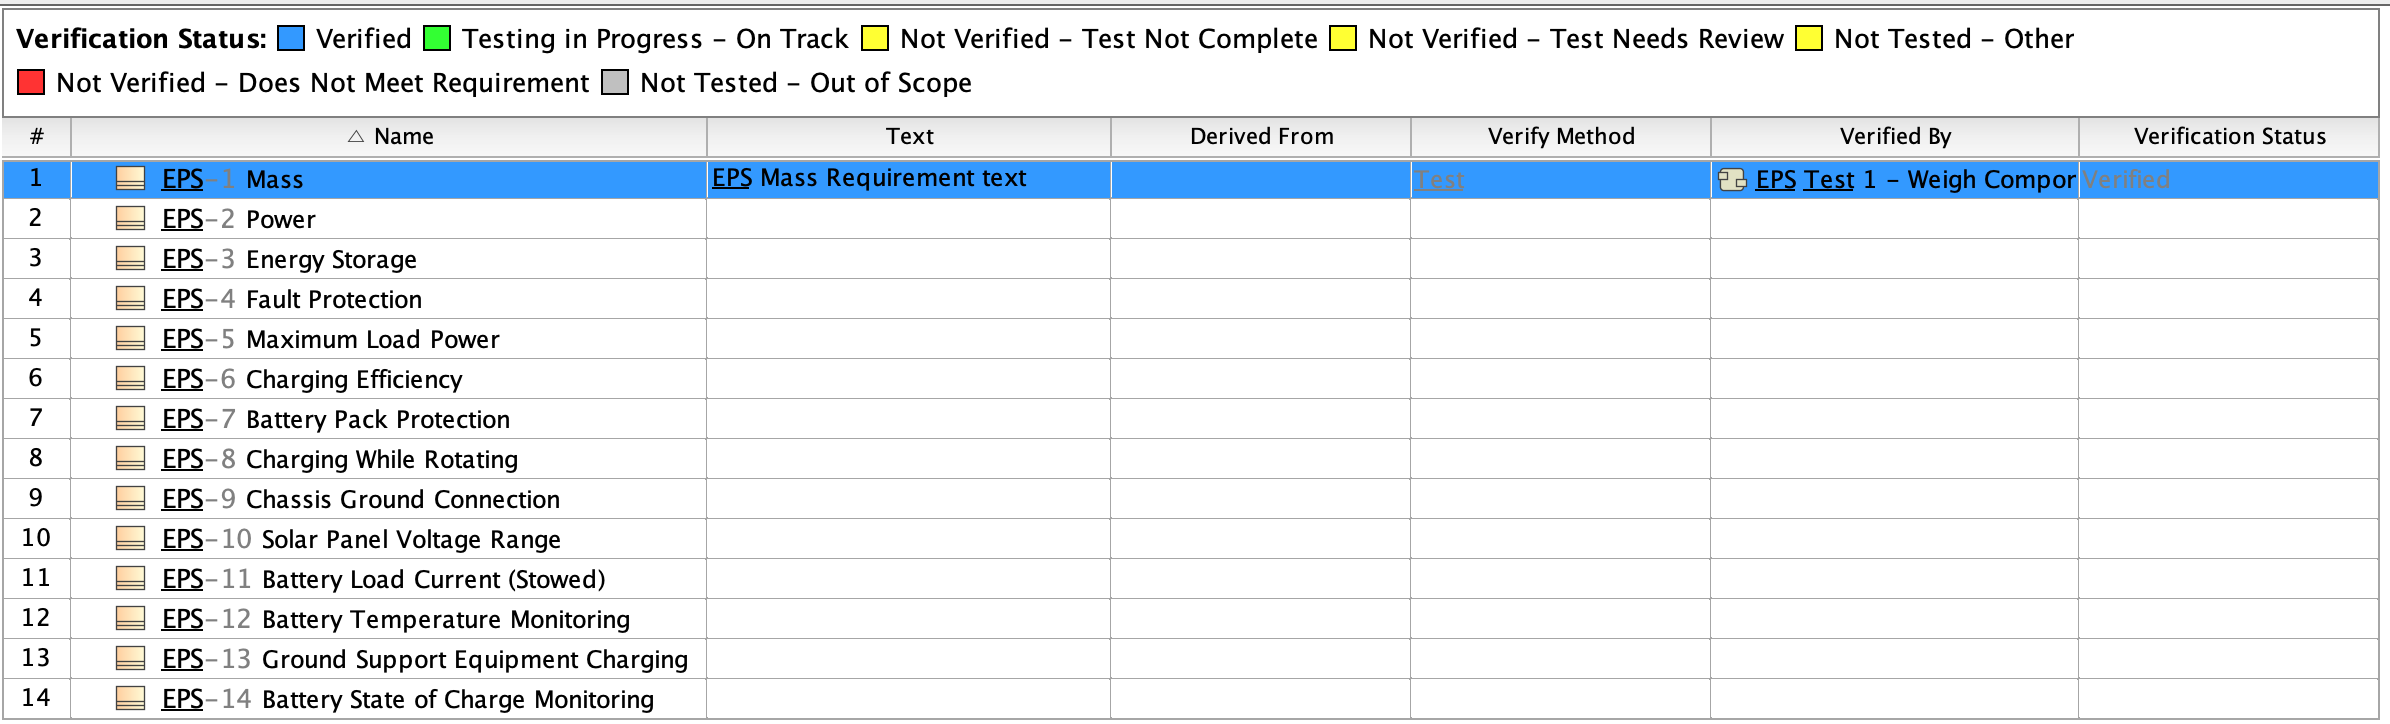 Verification Status: Verified Testing in Progress – On Track Not Verified – Test Not Complete Not Verified – Test Needs Review Not Tested – Other
Not Verified – Does Not Meet Requirement Not Tested – Out of Scope
# Name Text Derived From Verify Method Verified By Verification Status
1 EPS-1 Mass EPS Mass Requirement text Test EPS Test 1 – Weigh Compor Verified
2 EPS-2 Power
3 EPS-3 Energy Storage
4 EPS-4 Fault Protection
5 EPS-5 Maximum Load Power
6 EPS-6 Charging Efficiency
7 EPS-7 Battery Pack Protection
8 EPS-8 Charging While Rotating
9 EPS-9 Chassis Ground Connection
10 EPS-10 Solar Panel Voltage Range
11 EPS-11 Battery Load Current (Stowed)
12 EPS-12 Battery Temperature Monitoring
13 EPS-13 Ground Support Equipment Charging
14 EPS-14 Battery State of Charge Monitoring